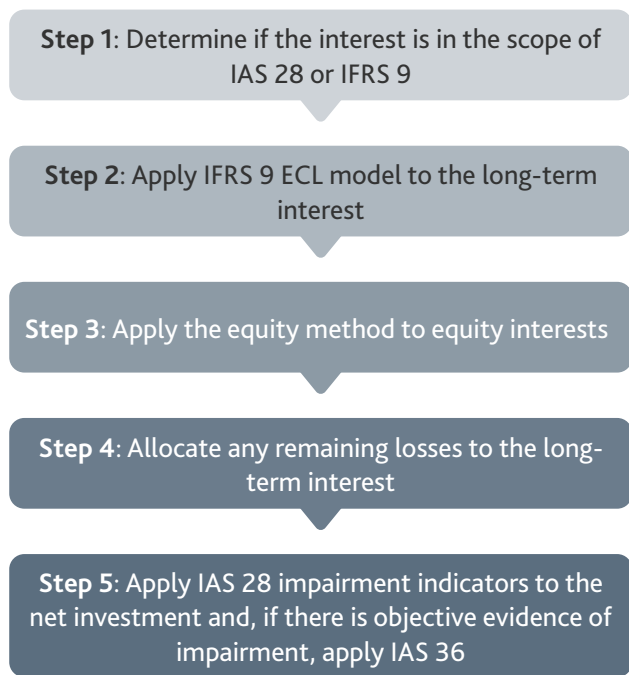 Step 1: Determine if the interest is in the scope of
IAS 28 or IFRS 9
Step 2: Apply IFRS 9 ECL model to the long-term
interest
Step 3: Apply the equity method to equity interests
Step 4: Allocate any remaining losses to the long-
term interest
Step 5: Apply IAS 28 impairment indicators to the
net investment and, if there is objective evidence of
impairment, apply IAS 36